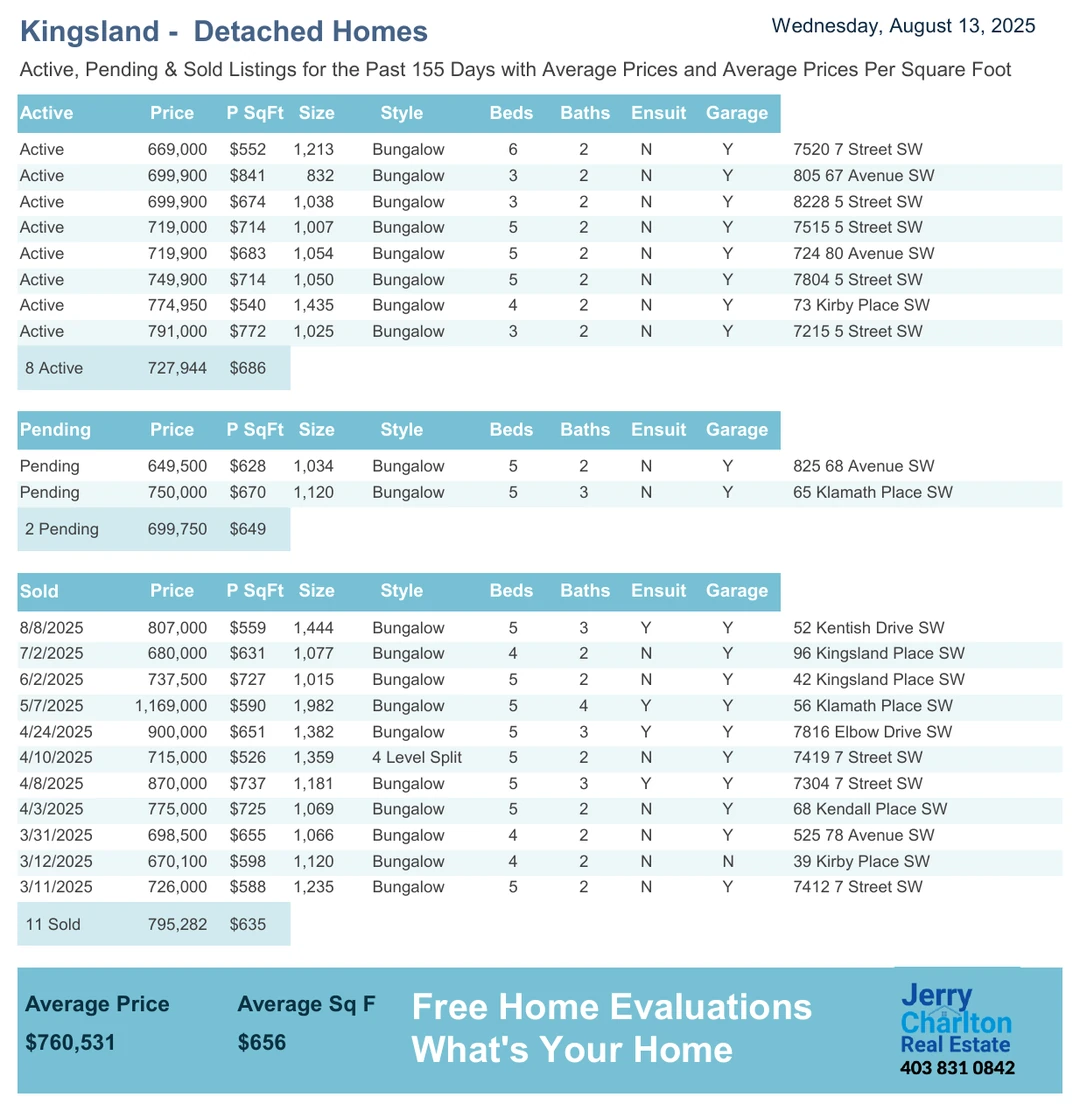 Kingsland - Detached Homes
Wednesday, August 13, 2025
Active, Pending & Sold Listings for the Past 155 Days with Average Prices and Average Prices Per Square Foot
Active Price P SqFt Size Style Beds Baths Ensuit Garage
Active 669,000 $552 1,213 Bungalow 6 2 N Y 7520 7 Street SW
Active 699,900 $841 832 Bungalow 3 2 N Y 805 67 Avenue SW
Active 699,900 $674 1,038 Bungalow 3 2 N Y 8228 5 Street SW
Active 719,000 $714 1,007 Bungalow 5 2 N Y 7515 5 Street SW
Active 719,900 $683 1,054 Bungalow 5 2 N Y 724 80 Avenue SW
Active 749,900 $714 1,050 Bungalow 5 2 N Y 7804 5 Street SW
Active 774,950 $540 1,435 Bungalow 4 2 N Y 73 Kirby Place SW
Active 791,000 $772 1,025 Bungalow 3 2 N Y 7215 5 Street SW
8 Active 727,944 $686
Pending Price P SqFt Size Style Beds Baths Ensuit Garage
Pending 649,500 $628 1,034 Bungalow 5 2 N Y 825 68 Avenue SW
Pending 750,000 $670 1,120 Bungalow 5 3 N Y 65 Klamath Place SW
2 Pending 699,750 $649
Sold Price P SqFt Size Style Beds Baths Ensuit Garage
8/8/2025 807,000 $559 1,444 Bungalow 5 3 Y Y 52 Kentish Drive SW
7/2/2025 680,000 $631 1,077 Bungalow 4 2 N Y 96 Kingsland Place SW
6/2/2025 737,500 $727 1,015 Bungalow 5 2 N Y 42 Kingsland Place SW
5/7/2025 1,169,000 $590 1,982 Bungalow 5 4 Y Y 56 Klamath Place SW
4/24/2025 900,000 $651 1,382 Bungalow 5 3 Y Y 7816 Elbow Drive SW
4/10/2025 715,000 $526 1,359 4 Level Split 5 2 N Y 7419 7 Street SW
4/8/2025 870,000 $737 1,181 Bungalow 5 3 Y Y 7304 7 Street SW
4/3/2025 775,000 $725 1,069 Bungalow 5 2 N Y 68 Kendall Place SW
3/31/2025 698,500 $655 1,066 Bungalow 4 2 N Y 525 78 Avenue SW
3/12/2025 670,100 $598 1,120 Bungalow 4 2 N N 39 Kirby Place SW
3/11/2025 726,000 $588 1,235 Bungalow 5 2 N Y 7412 7 Street SW
11 Sold 795,282 $635
Average Price Average Sq F
$760,531 $656
Free Home Evaluations
What's Your Home
Jerry
Charlton
Real Estate
403 831 0842